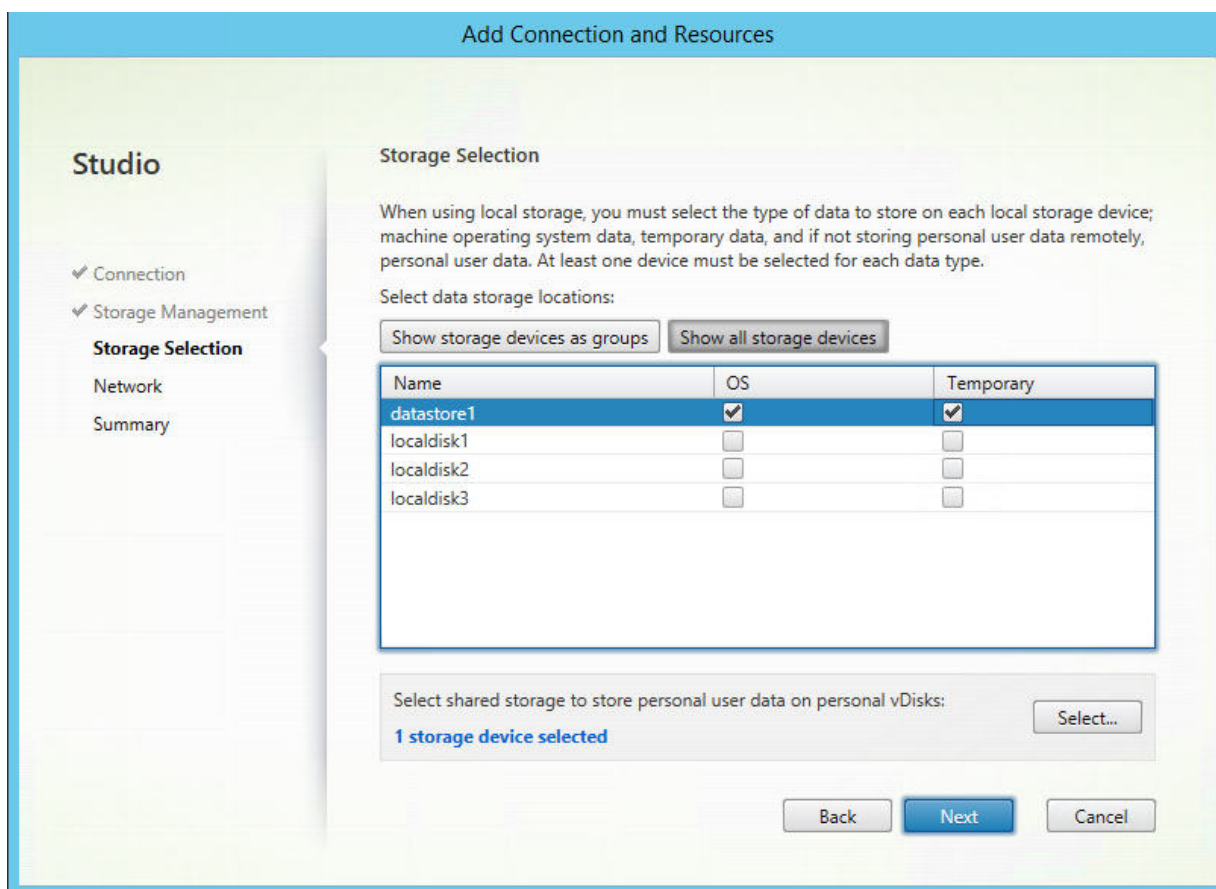 Add Connection and Resources
Studio
Connection
Storage Management
Storage Selection
Network
Summary
Storage Selection
When using local storage, you must select the type of data to store on each local storage device;
machine operating system data, temporary data, and if not storing personal user data remotely,
personal user data. At least one device must be selected for each data type.
Select data storage locations:
Show storage devices as groups Show all storage devices
Name OS Temporary
datastore1
localdisk1
localdisk2
localdisk3
Select shared storage to store personal user data on personal vDisks:
1 storage device selected
Select...
Back Next Cancel